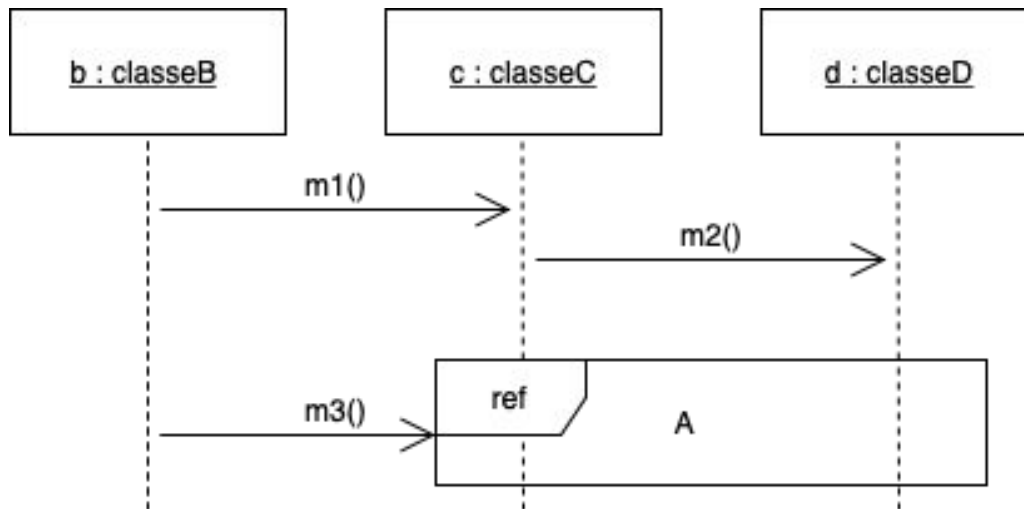 b : classeB
c : classeC
d : classeD
m1()
m2()
ref
m3()
A